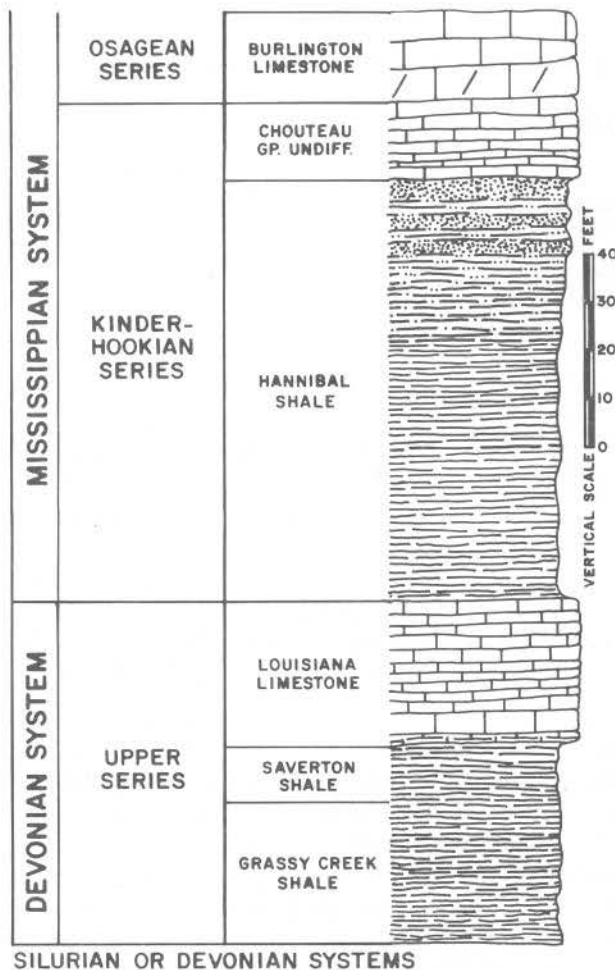 MISSISSIPPIAN SYSTEM
OSAGEAN
SERIES
BURLINGTON
LIMESTONE
KINDER-
HOOKIAN
SERIES
CHOUTEAU
GP. UNDIFF.
HANNIBAL
SHALE
DEVONIAN SYSTEM
UPPER
SERIES
LOUISIANA
LIMESTONE
SAVERTON
SHALE
GRASSY CREEK
SHALE
FEET
40
30
20
10
0
VERTICAL SCALE
SILURIAN OR DEVONIAN SYSTEMS